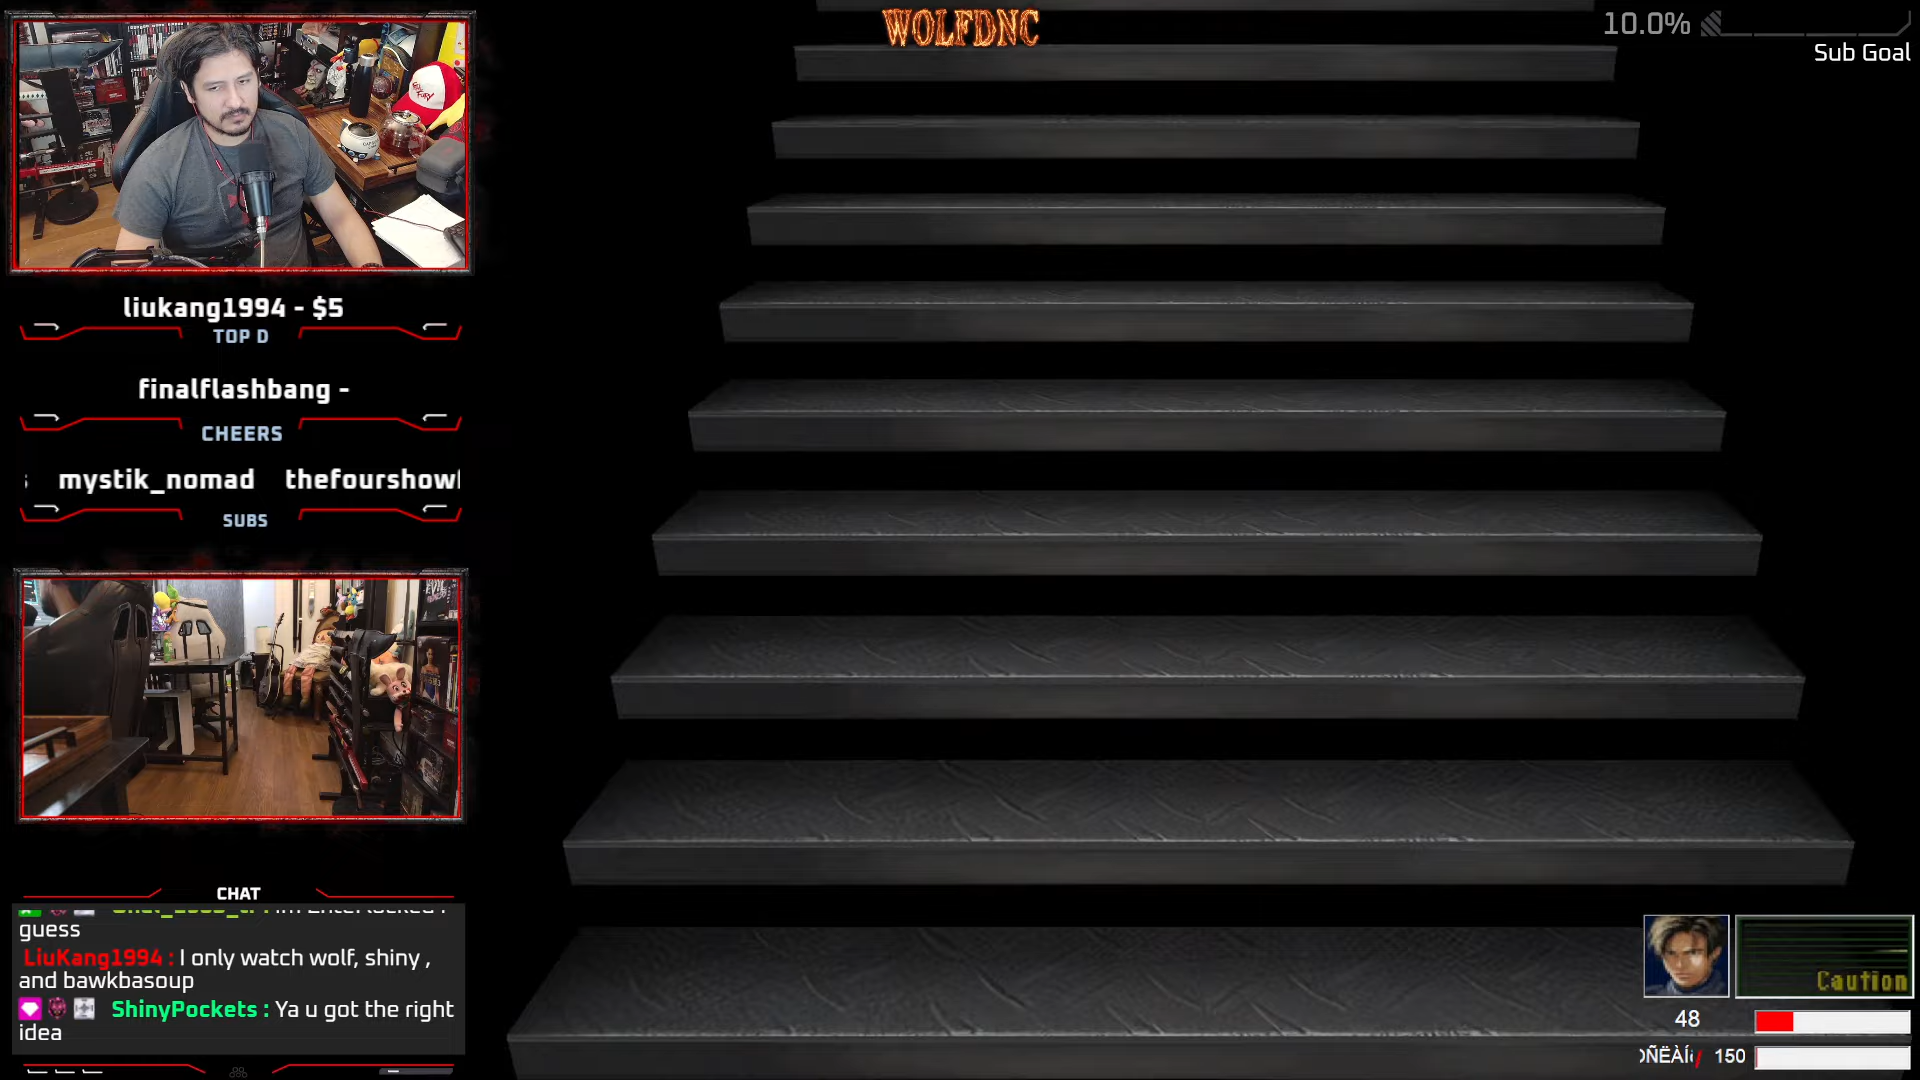 WOLFDNC
10.0%
Sub Goal
liukang1994 - $5
TOP D
finalflashbang -
CHEERS
mystik_nomad thefourshow
SUBS
CHAT
guess
LiuKang1994 : I only watch wolf, shiny ,
and bawkbasoup
ShinyPockets : Ya u got the right
idea
Caution
48
150